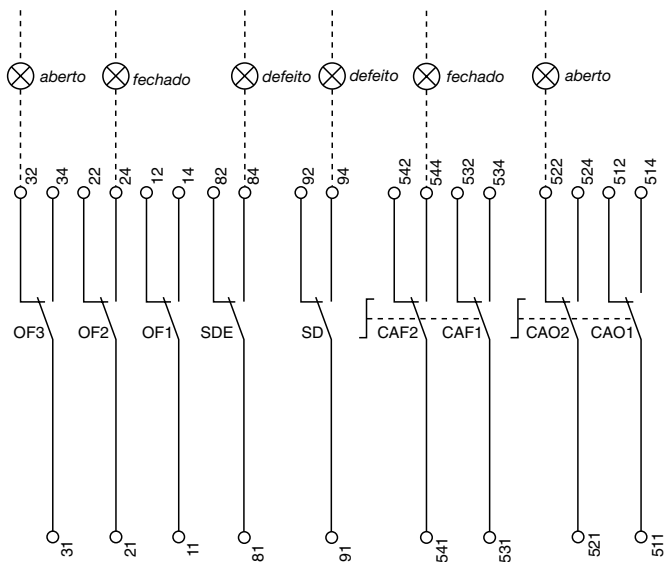 aberto fechado defeito defeito fechado aberto
32 34 22 24 12 14 82 84 92 94 542 544 532 534 522 524 512 514
OF3 OF2 OF1 SDE SD CAF2 CAF1 CAO2 CAO1
31 21 11 81 91 541 531 521 511